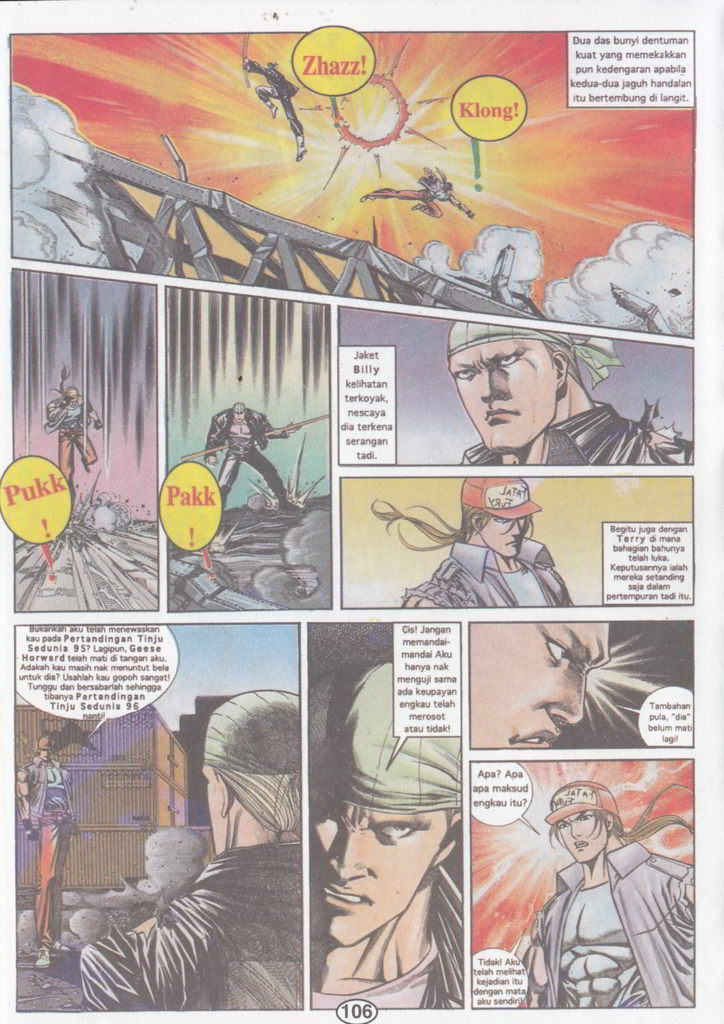 Zhazz!
Klong!
Dua das bunyi dentuman
kuat yang memekakkan
pun kedengaran apabila
kedua-dua jaguh handalan
itu bertembung di langit.
Pukk
!
Pakk
!
Jaket
Billy
kelihatan
terkoyak,
nescaya
dia terkena
serangan
tadi.
Begitu juga dengan
Terry di mana
bahagian bahunya
telah luka.
Keputusannya ialah
mereka setanding
saja dalam
pertempuran tadi itu.
Bukankah aku telah menewaskan
kau pada Pertandingan Tinju
Sedunia 95? Lagipun, Geese
Horward telah mati di tangan aku.
Adakah kau masih nak menuntut bela
untuk dia? Usahlah kau gopoh sangat!
Tunggu dan bersabarlah sehingga
tibanya Pertandingan
Tinju Sedunia 96
nanti!
Cis! Jangan
memandai-
mandai Aku
hanya nak
menguji sama
ada keupayan
engkau telah
merosot
atau tidak!
Tambahan
pula, "dia"
belum mati
lagi!
Apa? Apa
apa maksud
engkau itu?
Tidak! Aku
telah melihat
kejadian itu
dengan mata
aku sendiri!
106